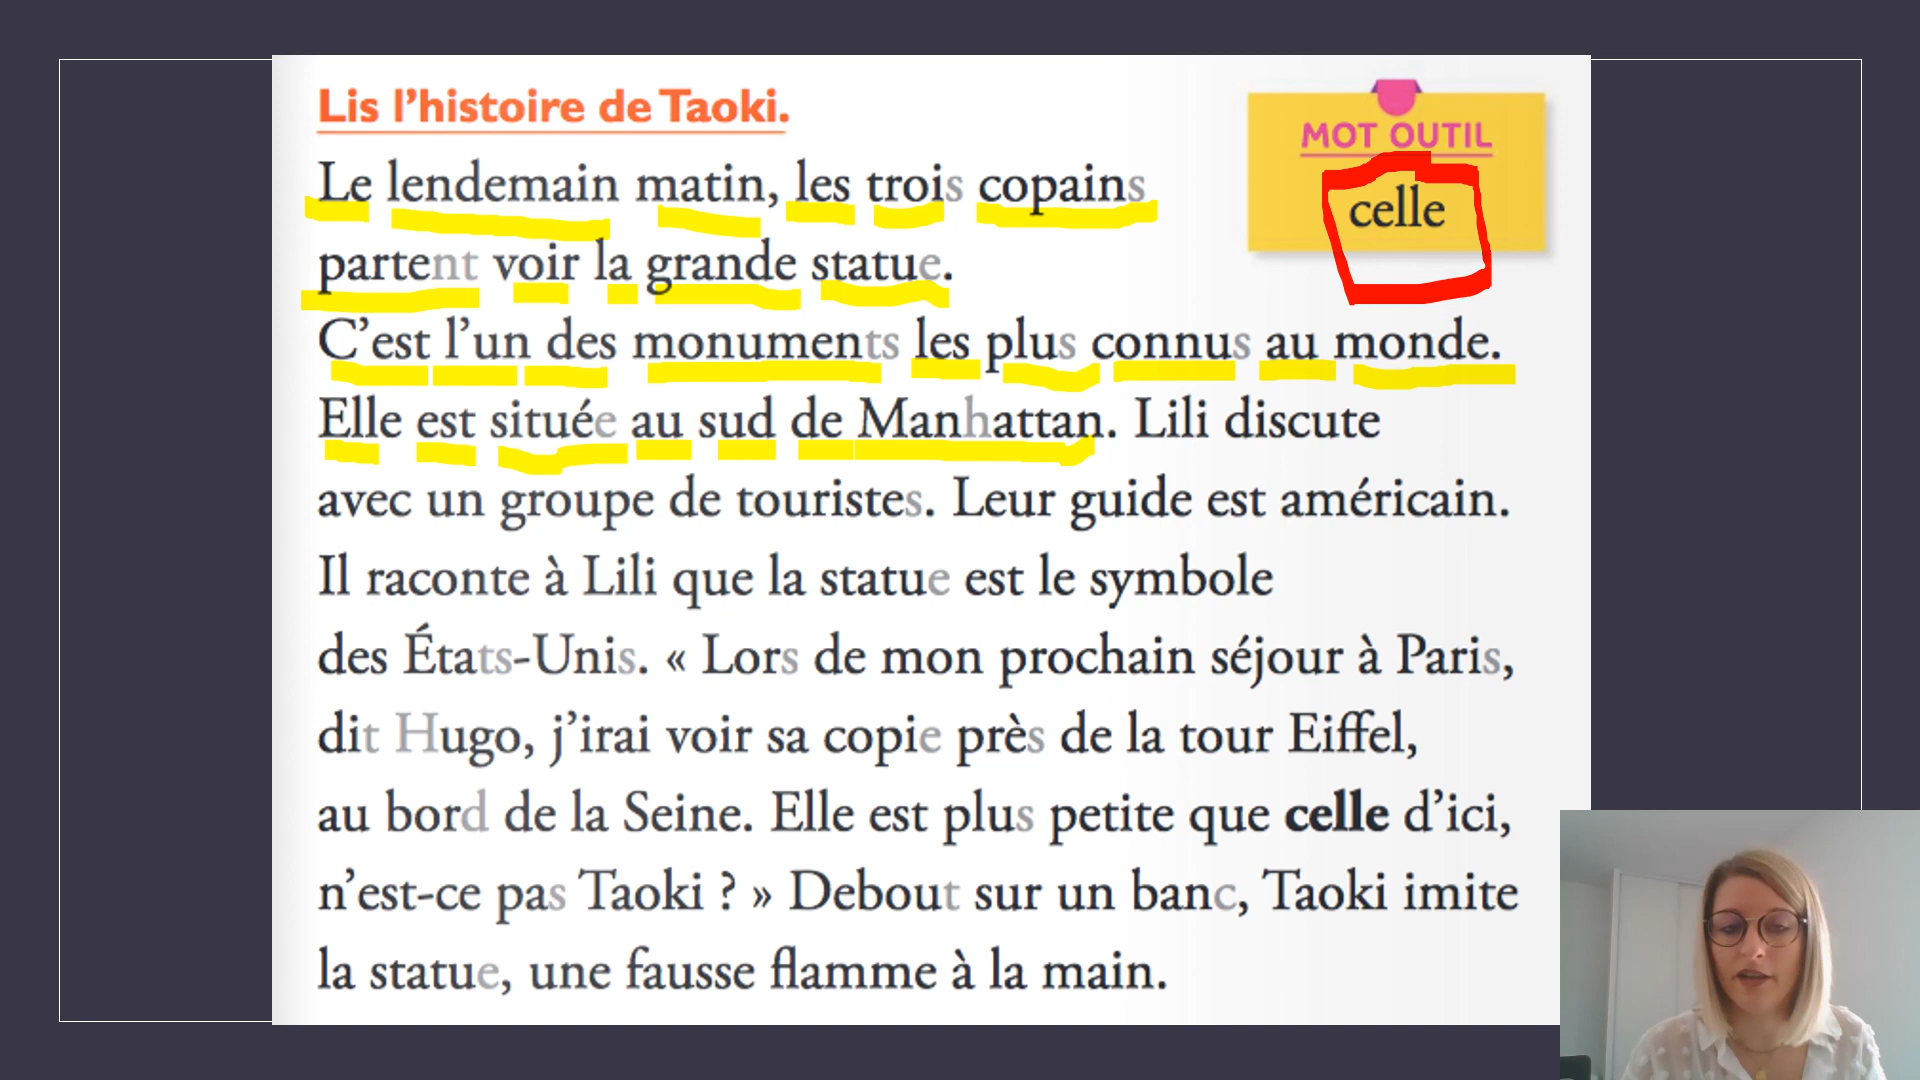 Lis l'histoire de Taoki.
MOT OUTIL
celle
Le lendemain matin, les trois copains
partent voir la grande statue.
C'est l'un des monuments les plus connus au monde.
Elle est située au sud de Manhattan. Lili discute
avec un groupe de touristes. Leur guide est américain.
Il raconte à Lili que la statue est le symbole
des États-Unis. « Lors de mon prochain séjour à Paris,
dit Hugo, j'irai voir sa copie près de la tour Eiffel,
au bord de la Seine. Elle est plus petite que celle d'ici,
n'est-ce pas Taoki ? » Debout sur un banc, Taoki imite
la statue, une fausse flamme à la main.